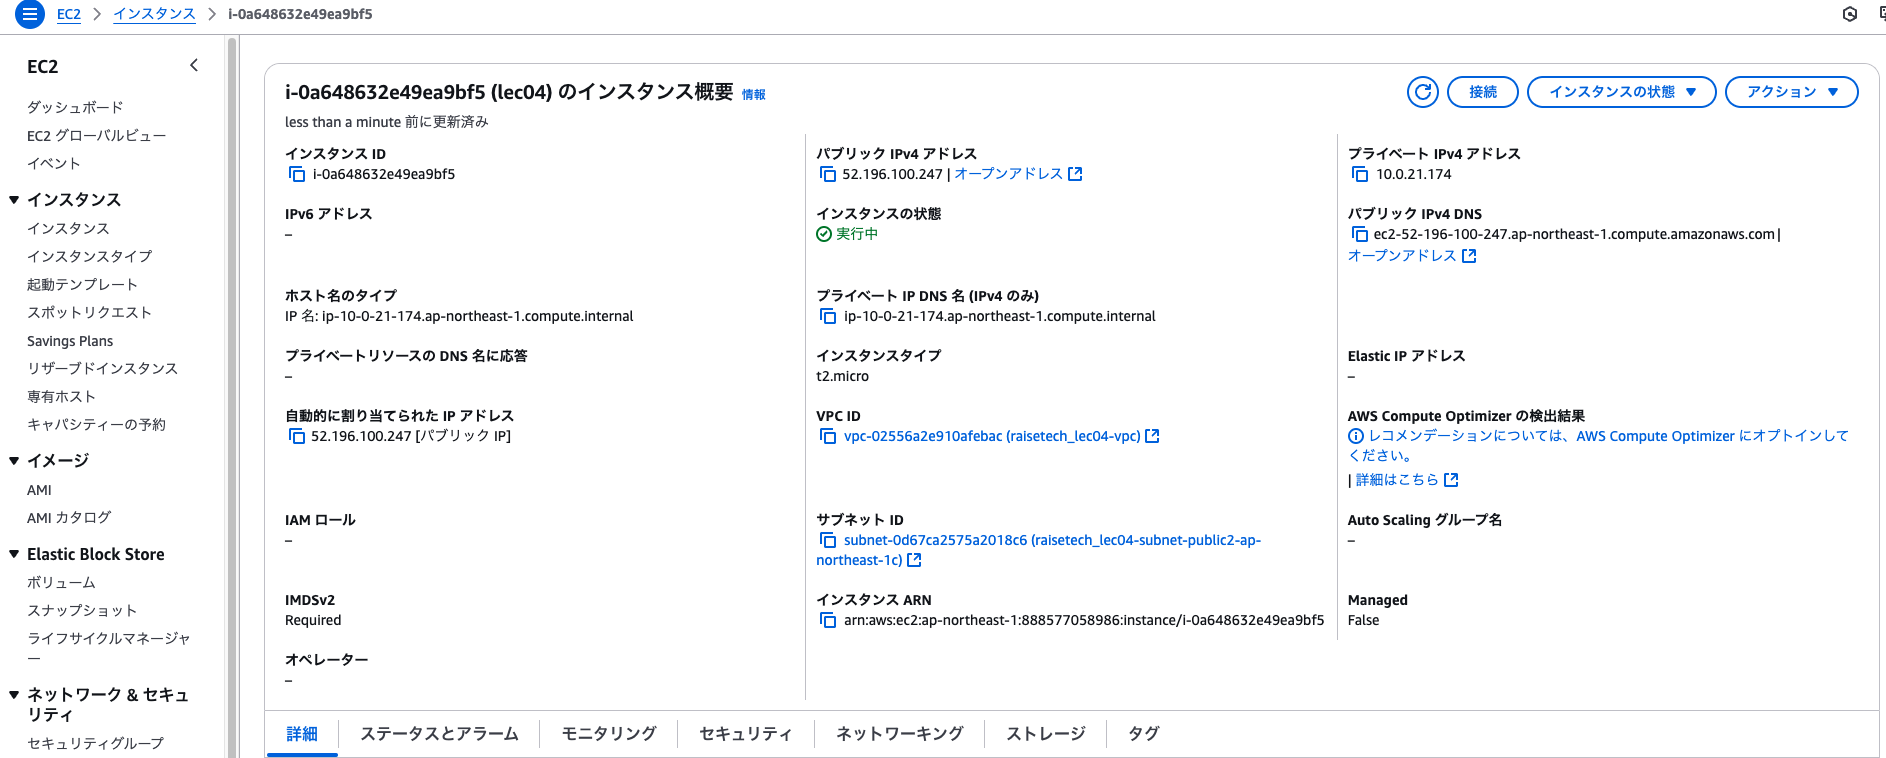 EC2 > インスタンス > i-0a648632e49ea9bf5
EC2
ダッシュボード
EC2 グローバルビュー
イベント
インスタンス
インスタンス
インスタンスタイプ
起動テンプレート
スポットリクエスト
Savings Plans
リザーブドインスタンス
専有ホスト
キャパシティーの予約
イメージ
AMI
AMI カタログ
Elastic Block Store
ボリューム
スナップショット
ライフサイクルマネージャ
ー
ネットワーク & セキュ
リティ
セキュリティグループ
i-0a648632e49ea9bf5 (lec04) のインスタンス概要 情報
less than a minute 前に更新済み
接続
インスタンスの状態
アクション
インスタンス ID
i-0a648632e49ea9bf5
パブリック IPv4 アドレス
52.196.100.247 | オープンアドレス
プライベート IPv4 アドレス
10.0.21.174
IPv6 アドレス
–
インスタンスの状態
実行中
パブリック IPv4 DNS
ec2-52-196-100-247.ap-northeast-1.compute.amazonaws.com |
オープンアドレス
ホスト名のタイプ
IP 名: ip-10-0-21-174.ap-northeast-1.compute.internal
プライベート IP DNS 名 (IPv4 のみ)
ip-10-0-21-174.ap-northeast-1.compute.internal
プライベートリソースの DNS 名に応答
–
インスタンスタイプ
t2.micro
Elastic IP アドレス
–
自動的に割り当てられた IP アドレス
52.196.100.247 [パブリック IP]
VPC ID
vpc-02556a2e910afebac (raisetech_lec04-vpc)
AWS Compute Optimizer の検出結果
レコメンデーションについては、AWS Compute Optimizer にオプトインして
ください。
| 詳細はこちら
IAM ロール
–
サブネット ID
subnet-0d67ca2575a2018c6 (raisetech_lec04-subnet-public2-ap-
northeast-1c)
Auto Scaling グループ名
–
IMDSv2
Required
インスタンス ARN
arn:aws:ec2:ap-northeast-1:888577058986:instance/i-0a648632e49ea9bf5
Managed
False
オペレーター
–
詳細
ステータスとアラーム
モニタリング
セキュリティ
ネットワーキング
ストレージ
タグ